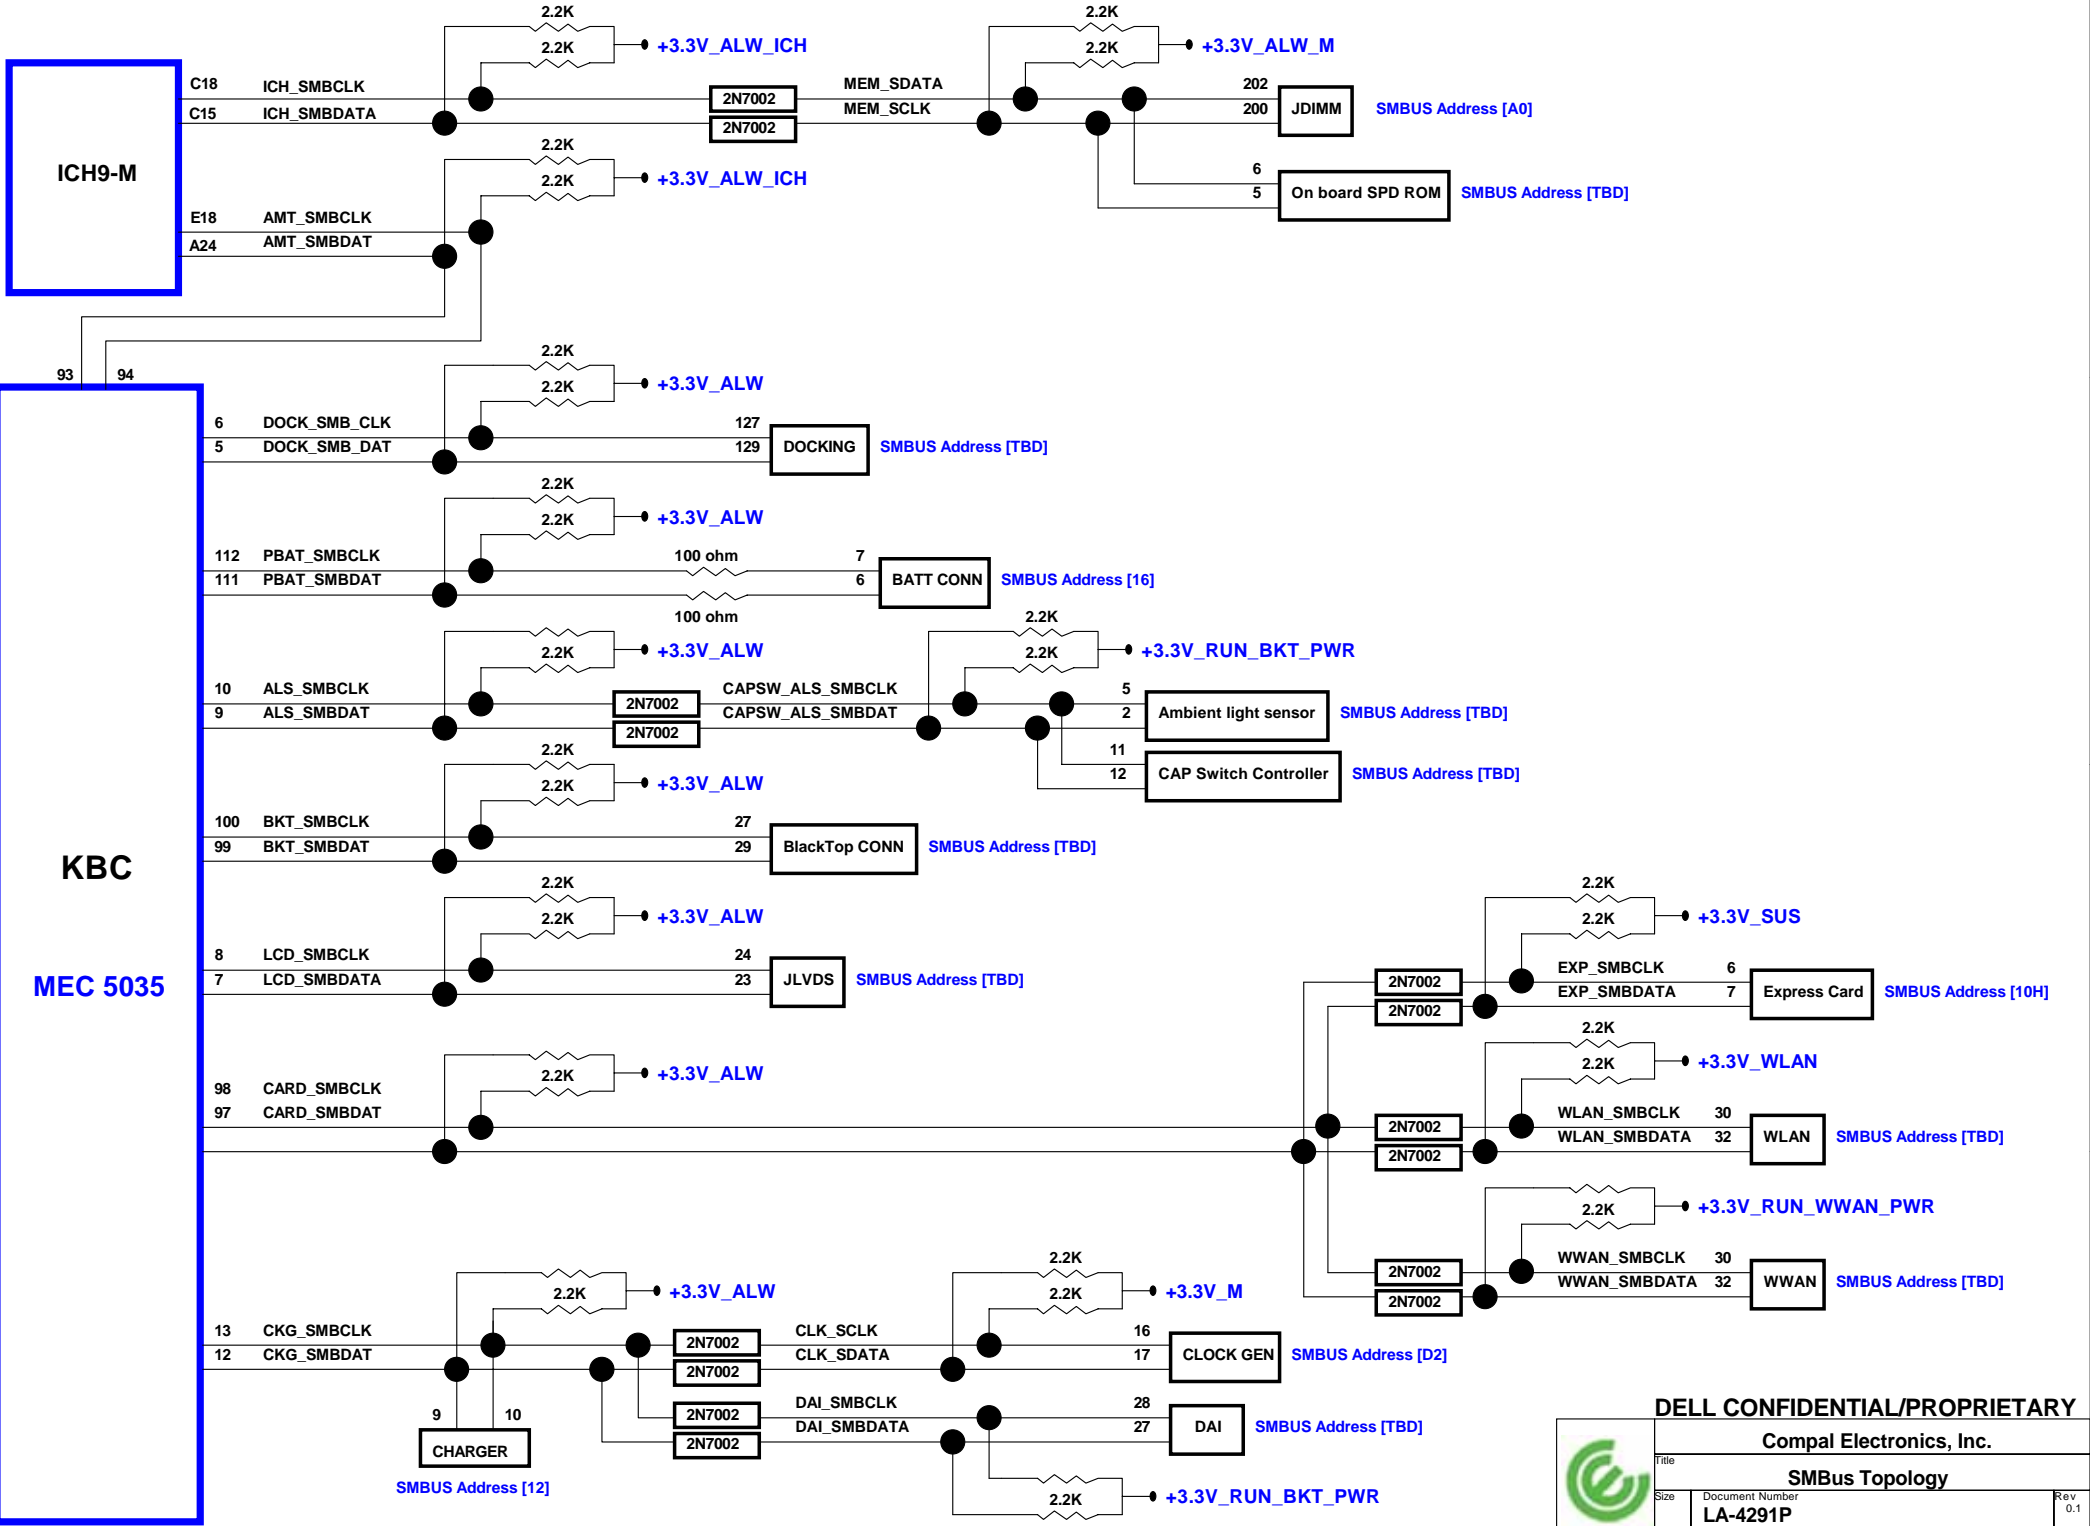 2.2K
2.2K
+3.3V_ALW_ICH
2.2K
2.2K
+3.3V_ALW_M
ICH9-M
C18 ICH_SMBCLK
C15 ICH_SMBDATA
2N7002
2N7002
MEM_SDATA
MEM_SCLK
202
200
JDIMM
SMBUS Address [A0]
2.2K
2.2K
+3.3V_ALW_ICH
6
5
On board SPD ROM
SMBUS Address [TBD]
E18 AMT_SMBCLK
A24 AMT_SMBDAT
93 94
KBC
MEC 5035
2.2K
2.2K
+3.3V_ALW
6 DOCK_SMB_CLK
5 DOCK_SMB_DAT
127
129
DOCKING
SMBUS Address [TBD]
2.2K
2.2K
+3.3V_ALW
112 PBAT_SMBCLK
111 PBAT_SMBDAT
100 ohm
100 ohm
7
6
BATT CONN
SMBUS Address [16]
2.2K
+3.3V_ALW
2.2K
2.2K
+3.3V_RUN_BKT_PWR
10 ALS_SMBCLK
9 ALS_SMBDAT
2N7002
2N7002
CAPSW_ALS_SMBCLK
CAPSW_ALS_SMBDAT
5
2
Ambient light sensor
SMBUS Address [TBD]
11
12
CAP Switch Controller
SMBUS Address [TBD]
2.2K
2.2K
+3.3V_ALW
100 BKT_SMBCLK
99 BKT_SMBDAT
27
29
BlackTop CONN
SMBUS Address [TBD]
2.2K
2.2K
+3.3V_ALW
8 LCD_SMBCLK
7 LCD_SMBDATA
24
23
JLVDS
SMBUS Address [TBD]
2.2K
2.2K
+3.3V_SUS
2N7002
2N7002
EXP_SMBCLK 6
EXP_SMBDATA 7
Express Card
SMBUS Address [10H]
2.2K
+3.3V_ALW
98 CARD_SMBCLK
97 CARD_SMBDAT
2.2K
2.2K
+3.3V_WLAN
2N7002
2N7002
WLAN_SMBCLK 30
WLAN_SMBDATA 32
WLAN
SMBUS Address [TBD]
2.2K
+3.3V_RUN_WWAN_PWR
2N7002
2N7002
WWAN_SMBCLK 30
WWAN_SMBDATA 32
WWAN
SMBUS Address [TBD]
2.2K
+3.3V_ALW
2.2K
2.2K
+3.3V_M
13 CKG_SMBCLK
12 CKG_SMBDAT
2N7002
2N7002
CLK_SCLK
CLK_SDATA
16
17
CLOCK GEN
SMBUS Address [D2]
9 10
CHARGER
SMBUS Address [12]
2N7002
2N7002
DAI_SMBCLK
DAI_SMBDATA
28
27
DAI
SMBUS Address [TBD]
2.2K
+3.3V_RUN_BKT_PWR
DELL CONFIDENTIAL/PROPRIETARY
Compal Electronics, Inc.
Title
SMBus Topology
Size
Document Number
LA-4291P
Rev
0.1